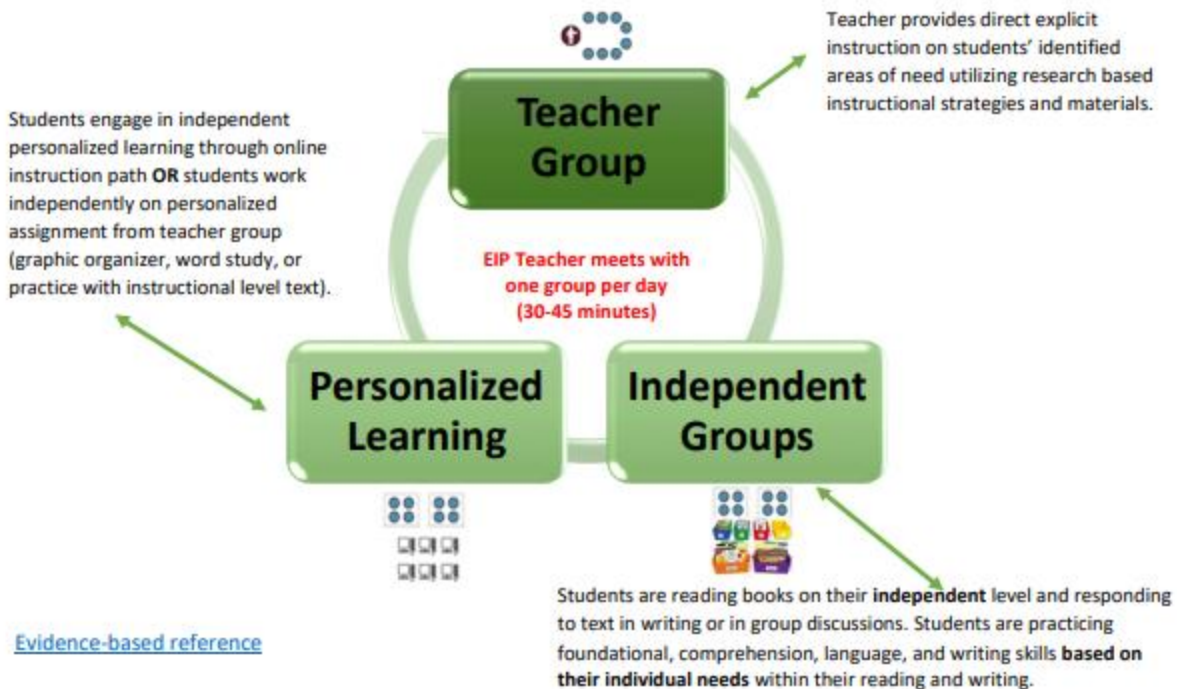 Teacher provides direct explicit
instruction on students' identified
areas of need utilizing research based
instructional strategies and materials.
Teacher
Group
Students engage in independent
personalized learning through online
instruction path OR students work
independently on personalized
assignment from teacher group
(graphic organizer, word study, or
practice with instructional level text).
EIP Teacher meets with
one group per day
(30-45 minutes)
Personalized
Learning
Independent
Groups
Students are reading books on their independent level and responding
to text in writing or in group discussions. Students are practicing
foundational, comprehension, language, and writing skills based on
their individual needs within their reading and writing.
Evidence-based reference